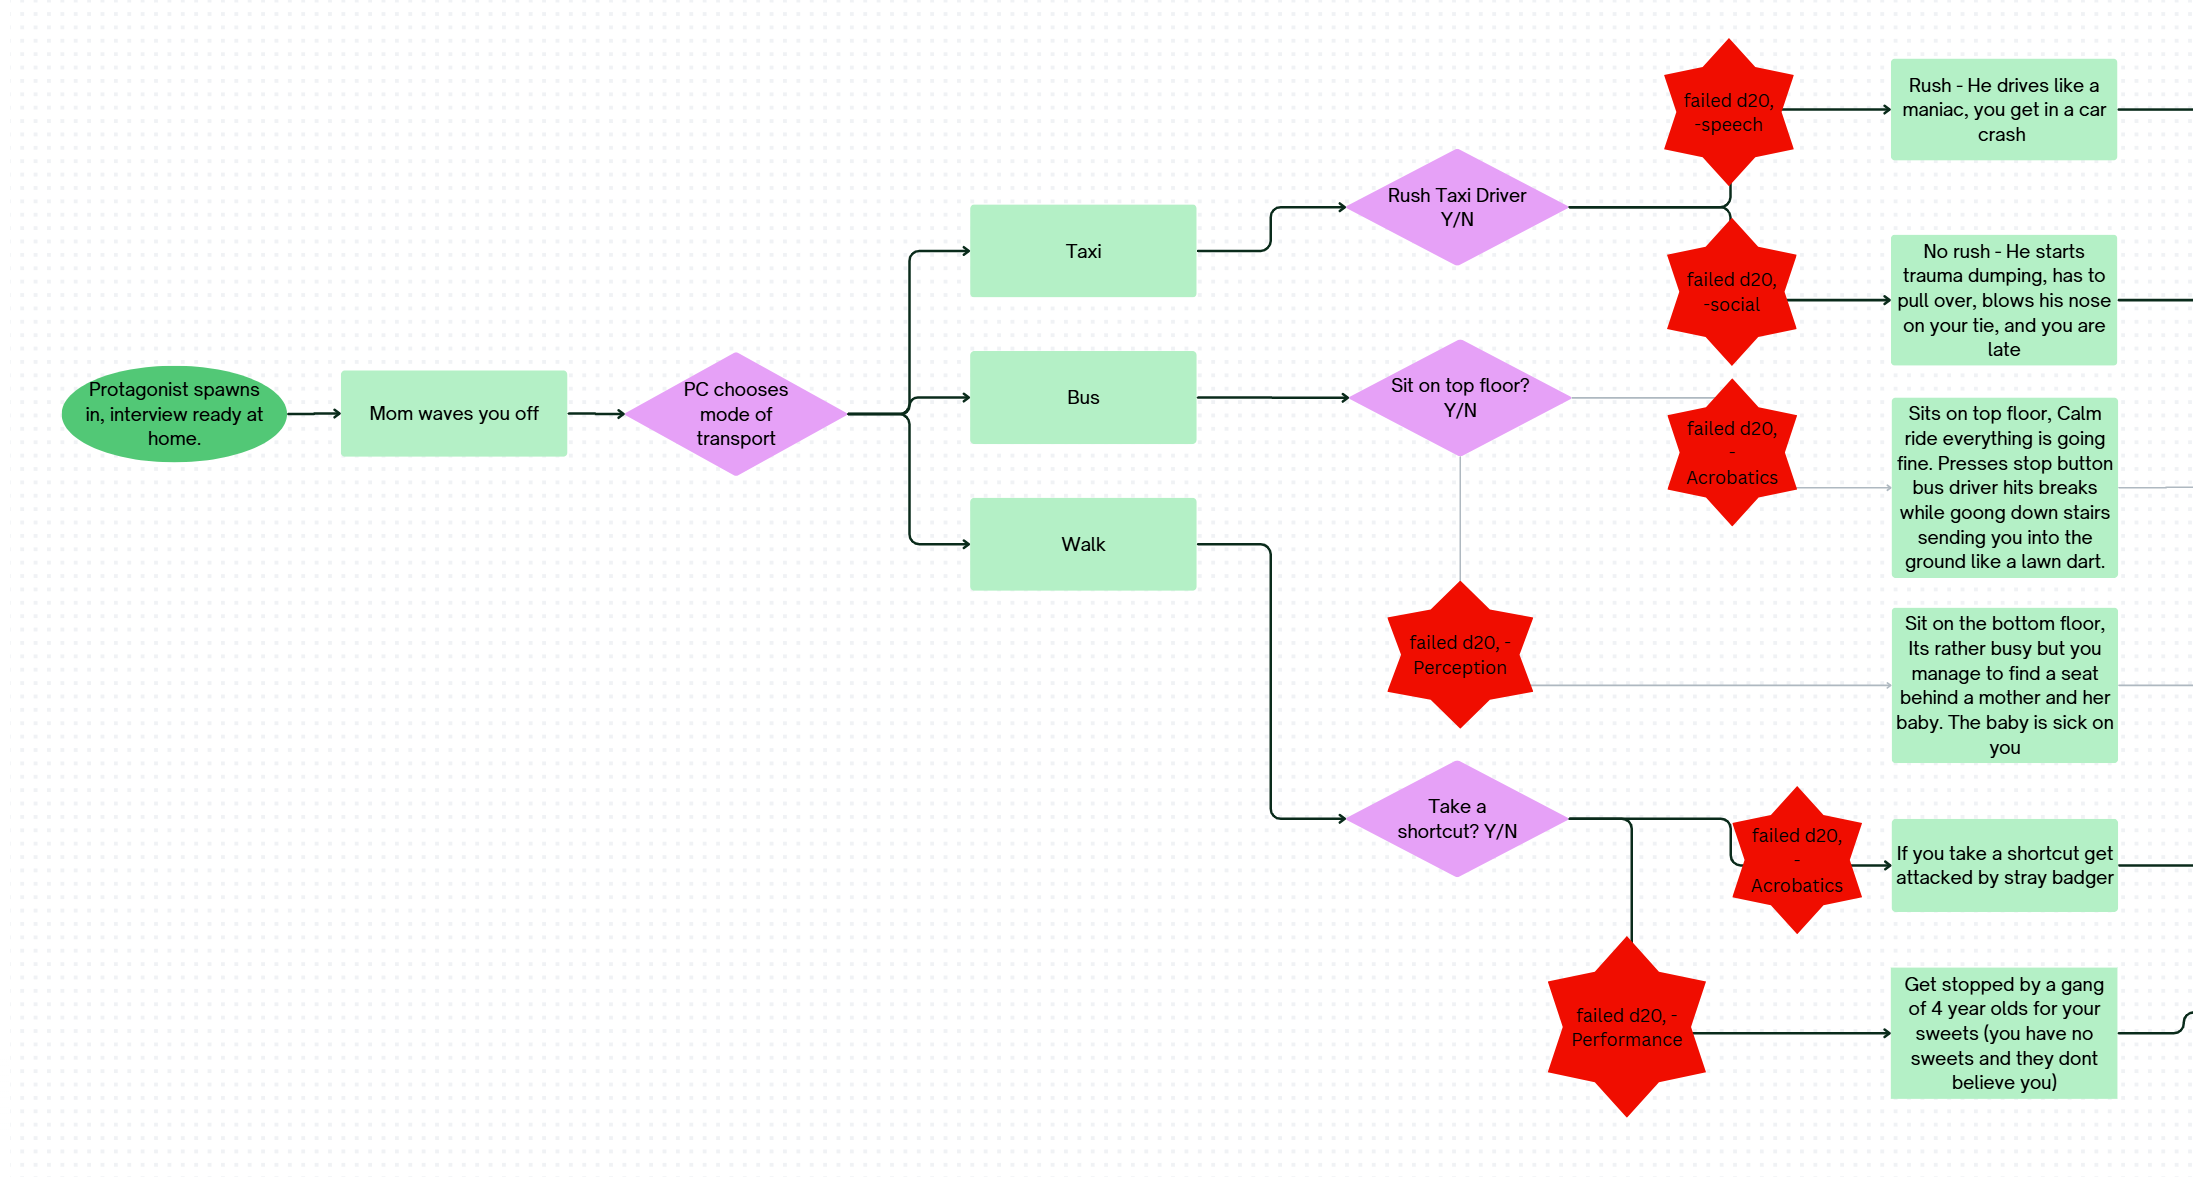 Protagonist spawns
in, interview ready at
home.
Mom waves you off
PC chooses
mode of
transport
Taxi
Bus
Walk
Rush Taxi Driver
Y/N
Sit on top floor?
Y/N
Take a
shortcut? Y/N
failed d20,
-speech
failed d20,
-social
failed d20,
-
Acrobatics
failed d20, -
Perception
failed d20,
-
Acrobatics
failed d20, -
Performance
Rush - He drives like a
maniac, you get in a car
crash
No rush - He starts
trauma dumping, has to
pull over, blows his nose
on your tie, and you are
late
Sits on top floor, Calm
ride everything is going
fine. Presses stop button
bus driver hits breaks
while goong down stairs
sending you into the
ground like a lawn dart.
Sit on the bottom floor,
Its rather busy but you
manage to find a seat
behind a mother and her
baby. The baby is sick on
you
If you take a shortcut get
attacked by stray badger
Get stopped by a gang
of 4 year olds for your
sweets (you have no
sweets and they dont
believe you)